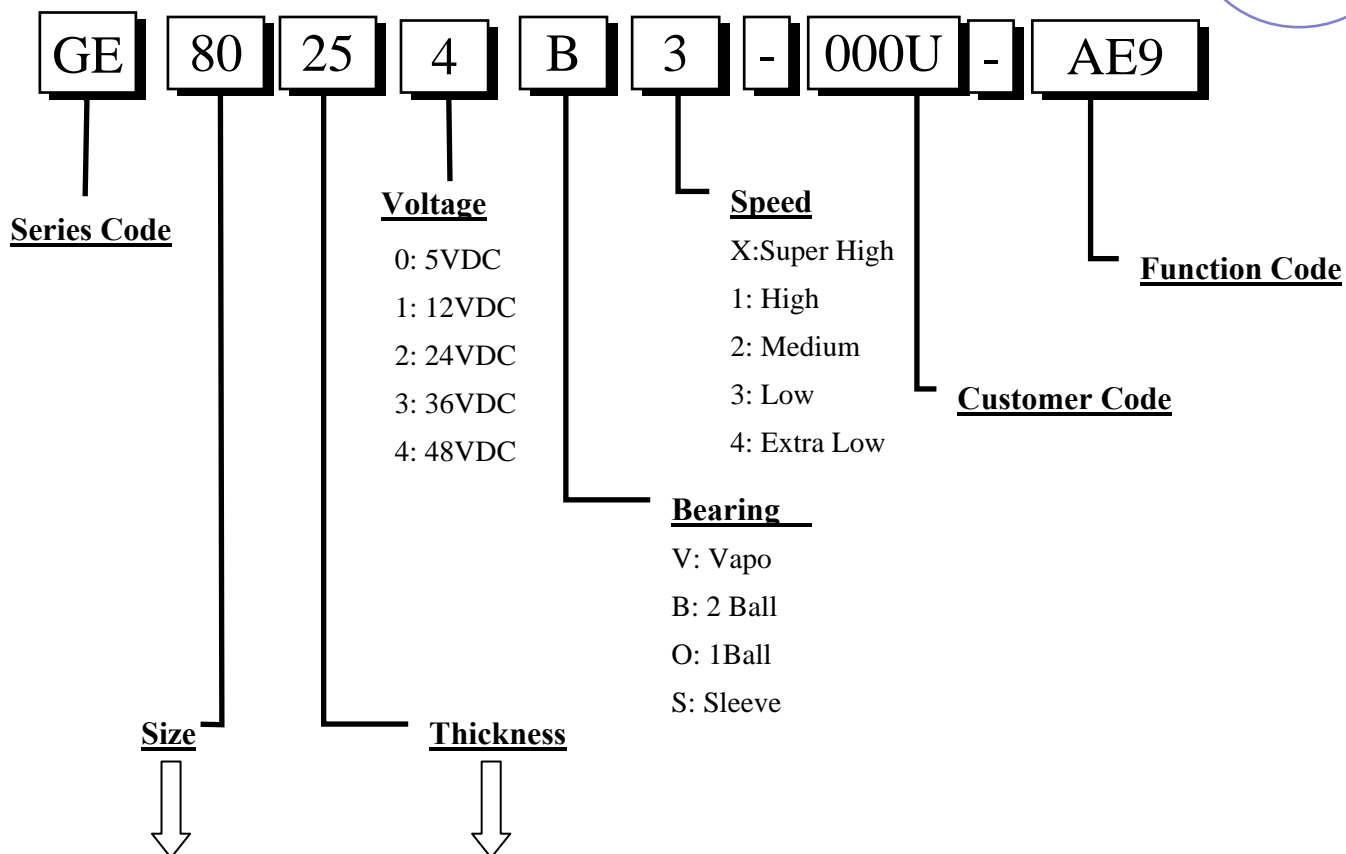 GE 80 25 4 B 3 - 000U - AE9
Series Code
Voltage
0: 5VDC
1: 12VDC
2: 24VDC
3: 36VDC
4: 48VDC
Speed
X:Super High
1: High
2: Medium
3: Low
4: Extra Low
Function Code
Customer Code
Bearing
V: Vapo
B: 2 Ball
O: 1Ball
S: Sleeve
Size
Thickness